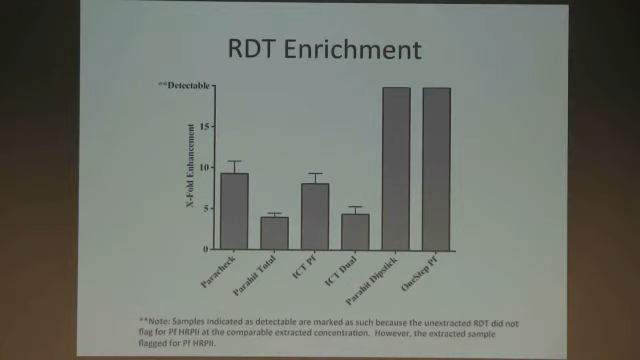 RDT Enrichment
**Detectable
15
10
5
0
X-Fold Enhancement
Paracheck
Parahit Total
ICT Pf
ICT Dual
Parahit Dipstick
OneStep Pf
**Note: Samples indicated as detectable are marked as such because the unextracted RDT did not
flag for Pf HRPII at the comparable extracted concentration. However, the extracted sample
flagged for Pf HRPII.